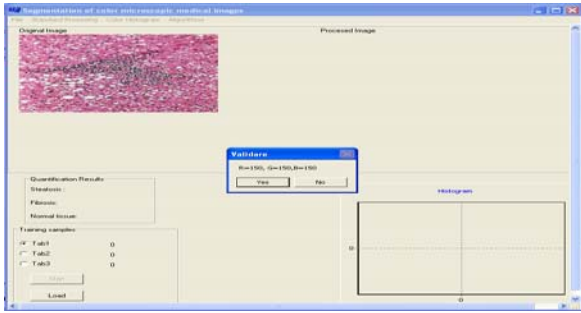 Segmentation of color microscopic medical images
File Standard Processing Color Histogram Algorithms
Original Image Processed Image
Validare
R=150, G=150,B=150
Yes No
Quantification Results
Steatosis :
Fibrosis:
Normal tissue:
Histogram
Training samples
Tab1 0
Tab2 0
Tab3 0
Load
0
0